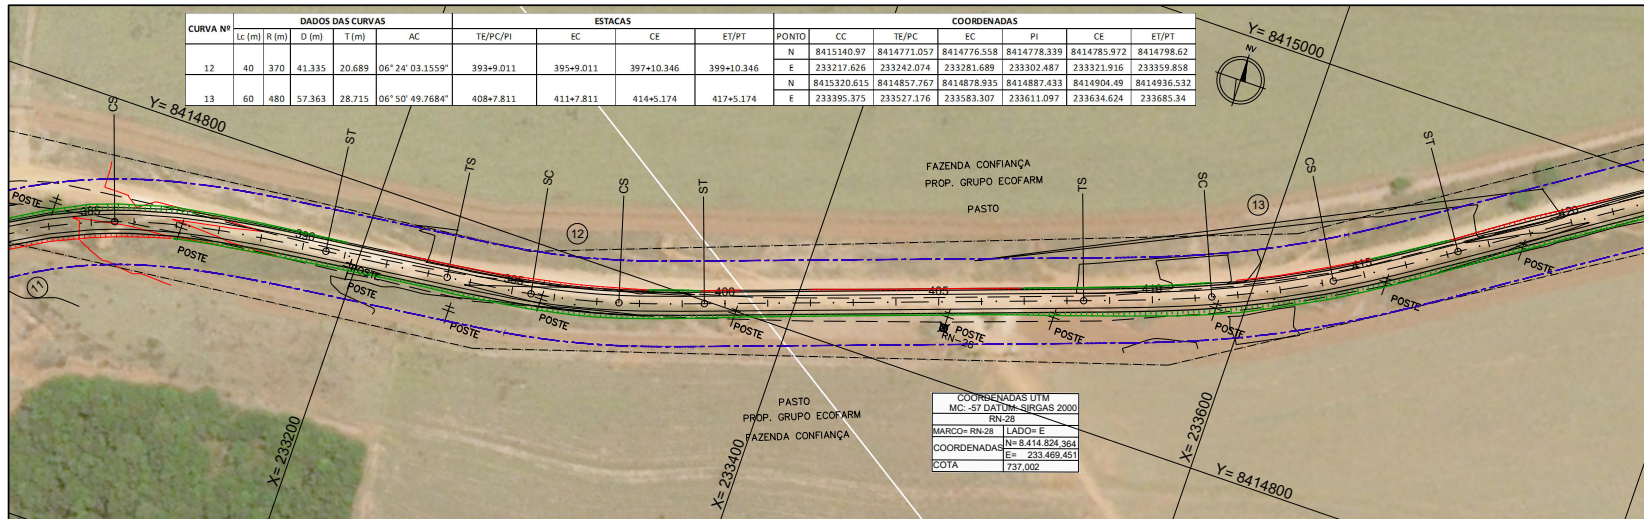 CURVA Nº DADOS DAS CURVAS ESTACAS COORDENADAS
Lc (m) R (m) D (m) T (m) AC TE/PC/PI EC CE ET/PT PONTO CC TE/PC EC PI CE ET/PT
12 40 370 41.335 20.689 06° 24' 03.1559" 393+9.011 395+9.011 397+10.346 399+10.346 N 8415140.97 8414771.057 8414776.558 8414778.339 8414785.972 8414798.62
E 233217.626 233242.074 233281.689 233302.487 233321.916 233359.858
13 60 480 57.363 28.715 06° 50' 49.7684" 408+7.811 411+7.811 414+5.174 417+5.174 N 8415320.615 8414857.767 8414878.935 8414887.433 8414904.49 8414936.532
E 233395.375 233527.176 233583.307 233611.097 233634.624 233685.34
Y= 8415000
NV
Y= 8414800
CS
ST
TS
SC
CS
ST
TS
SC
CS
ST
FAZENDA CONFIANÇA
PROP. GRUPO ECOFARM
PASTO
11
12
13
385
390
395
400
405
410
415
420
POSTE
POSTE
POSTE
POSTE
POSTE
POSTE
POSTE
POSTE
POSTE
POSTE
POSTE
POSTE
RN-28
PASTO
PROP. GRUPO ECOFARM
FAZENDA CONFIANÇA
X= 233200
X= 233400
X= 233600
Y= 8414800
COORDENADAS UTM
MC: -57 DATUM: SIRGAS 2000
RN-28
MARCO= RN-28 LADO= E
COORDENADAS N= 8.414.824,364
E= 233.469,451
COTA 737,002